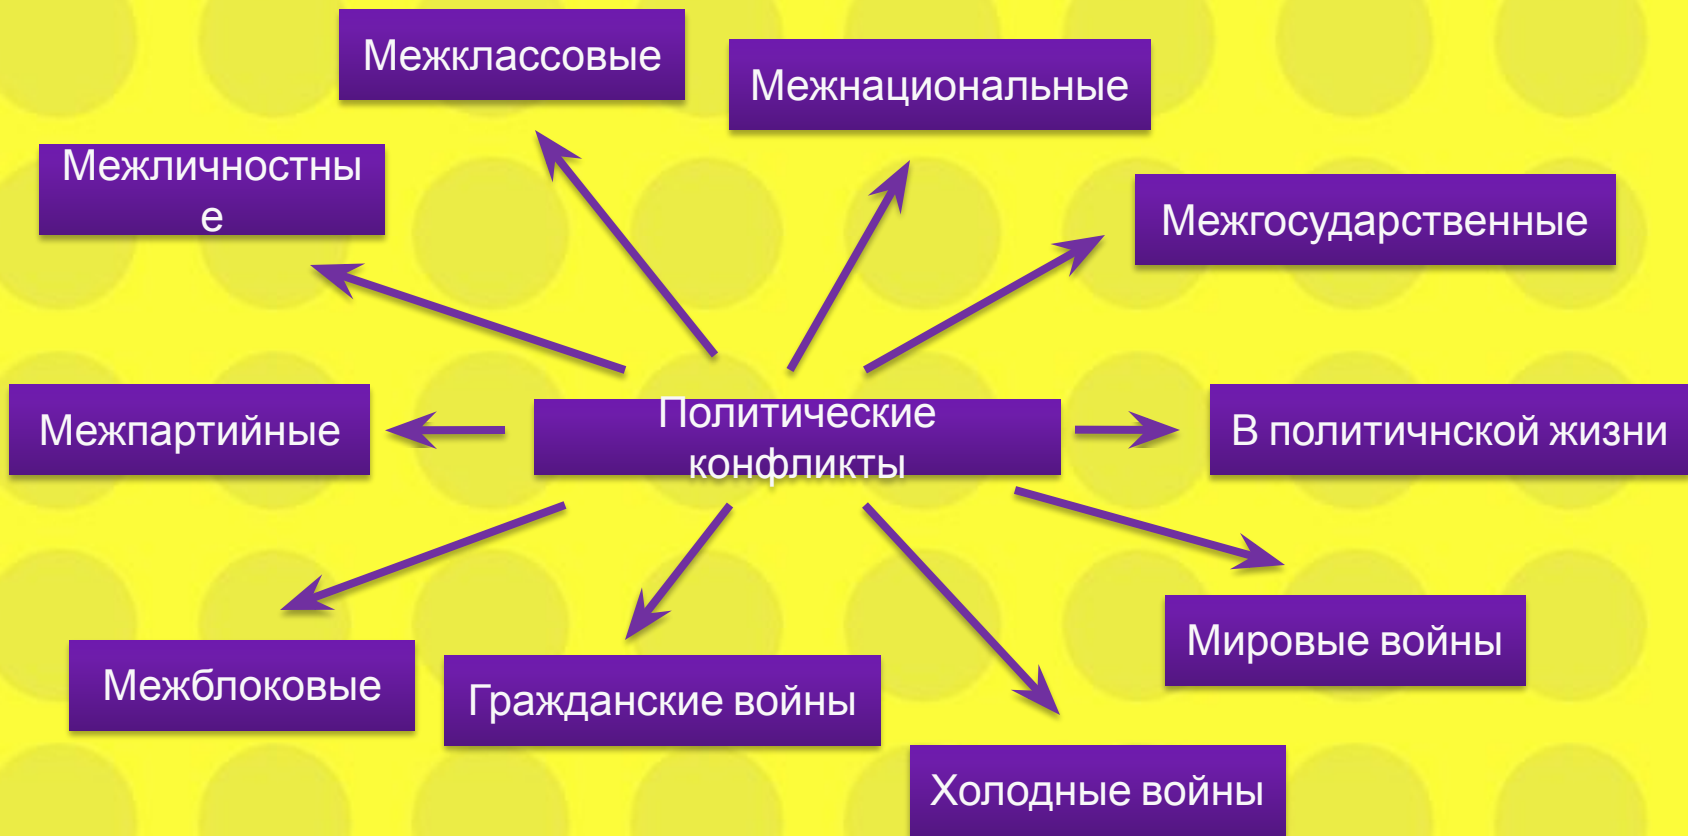 Межклассовые
Межнациональные
Межличностны
е
Межгосударственные
Межпартийные
Политические
конфликты
В политичнской жизни
Мировые войны
Межблоковые
Гражданские войны
Холодные войны